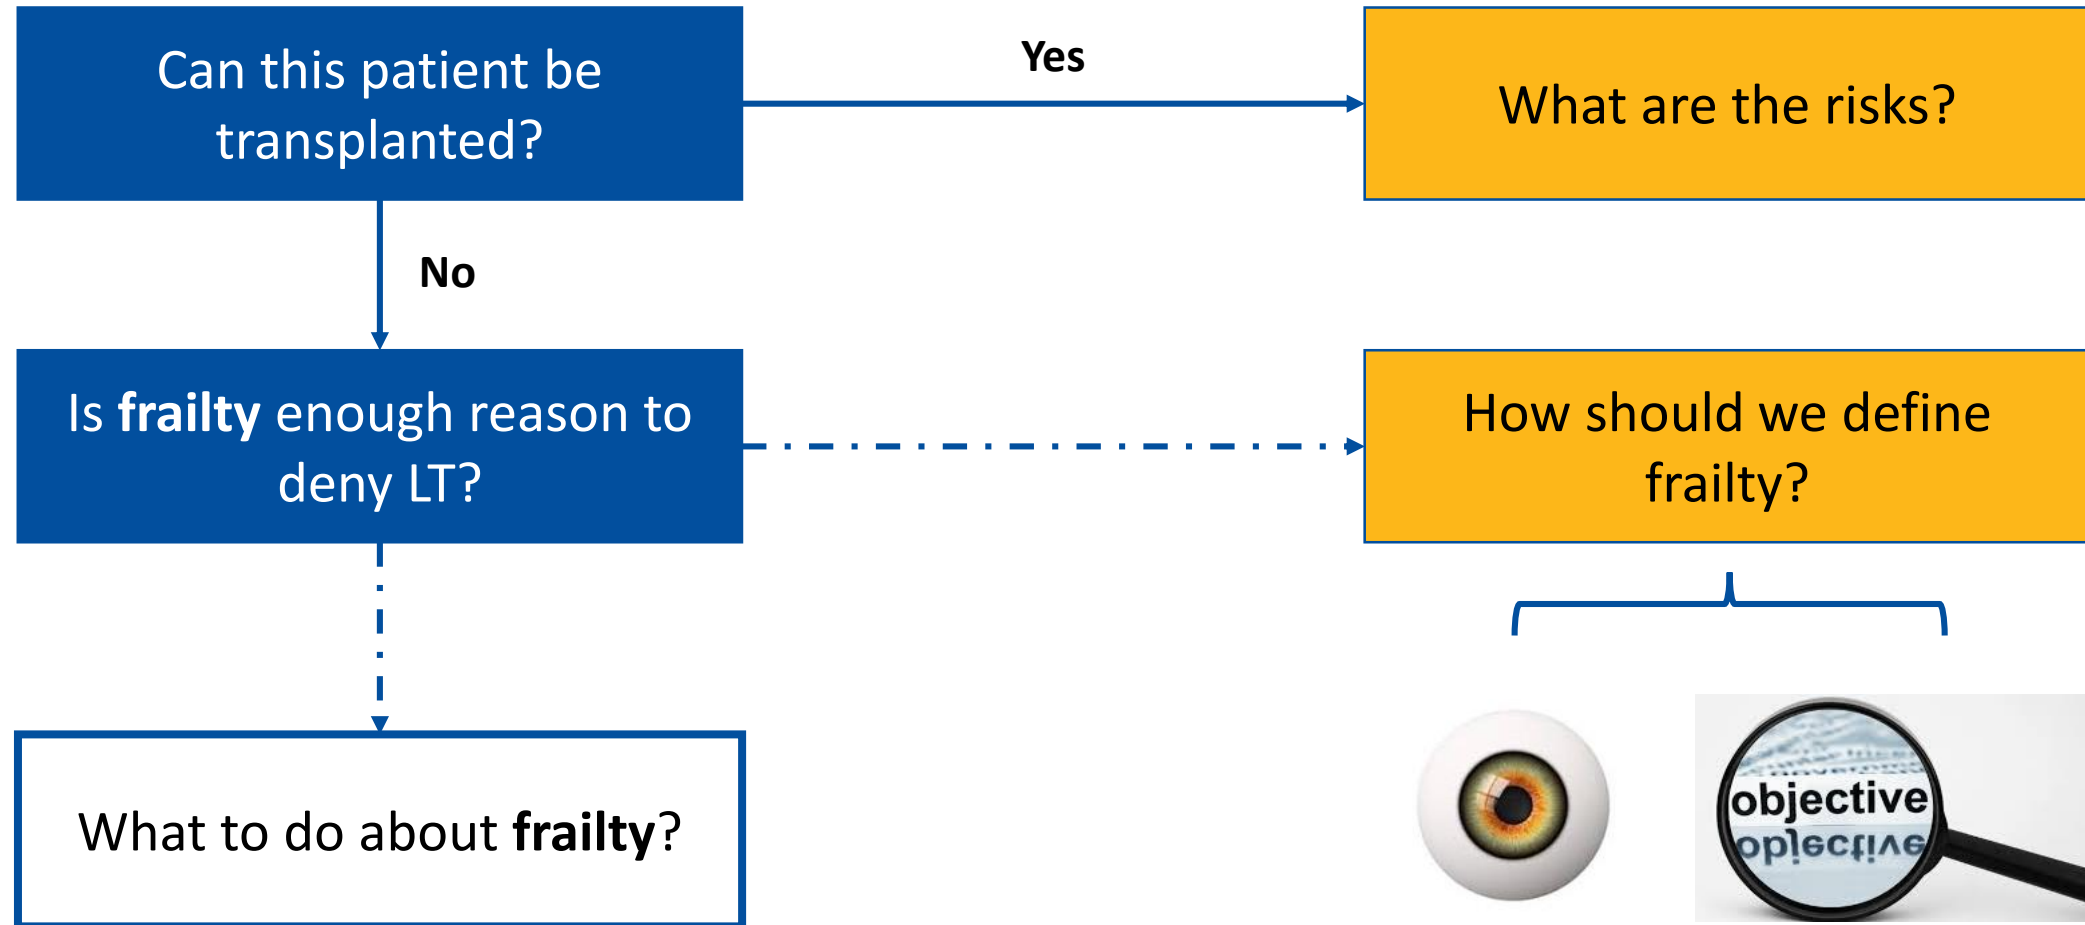 Can this patient be
transplanted?
Yes
What are the risks?
No
Is frailty enough reason to
deny LT?
How should we define
frailty?
What to do about frailty?
objective
objective